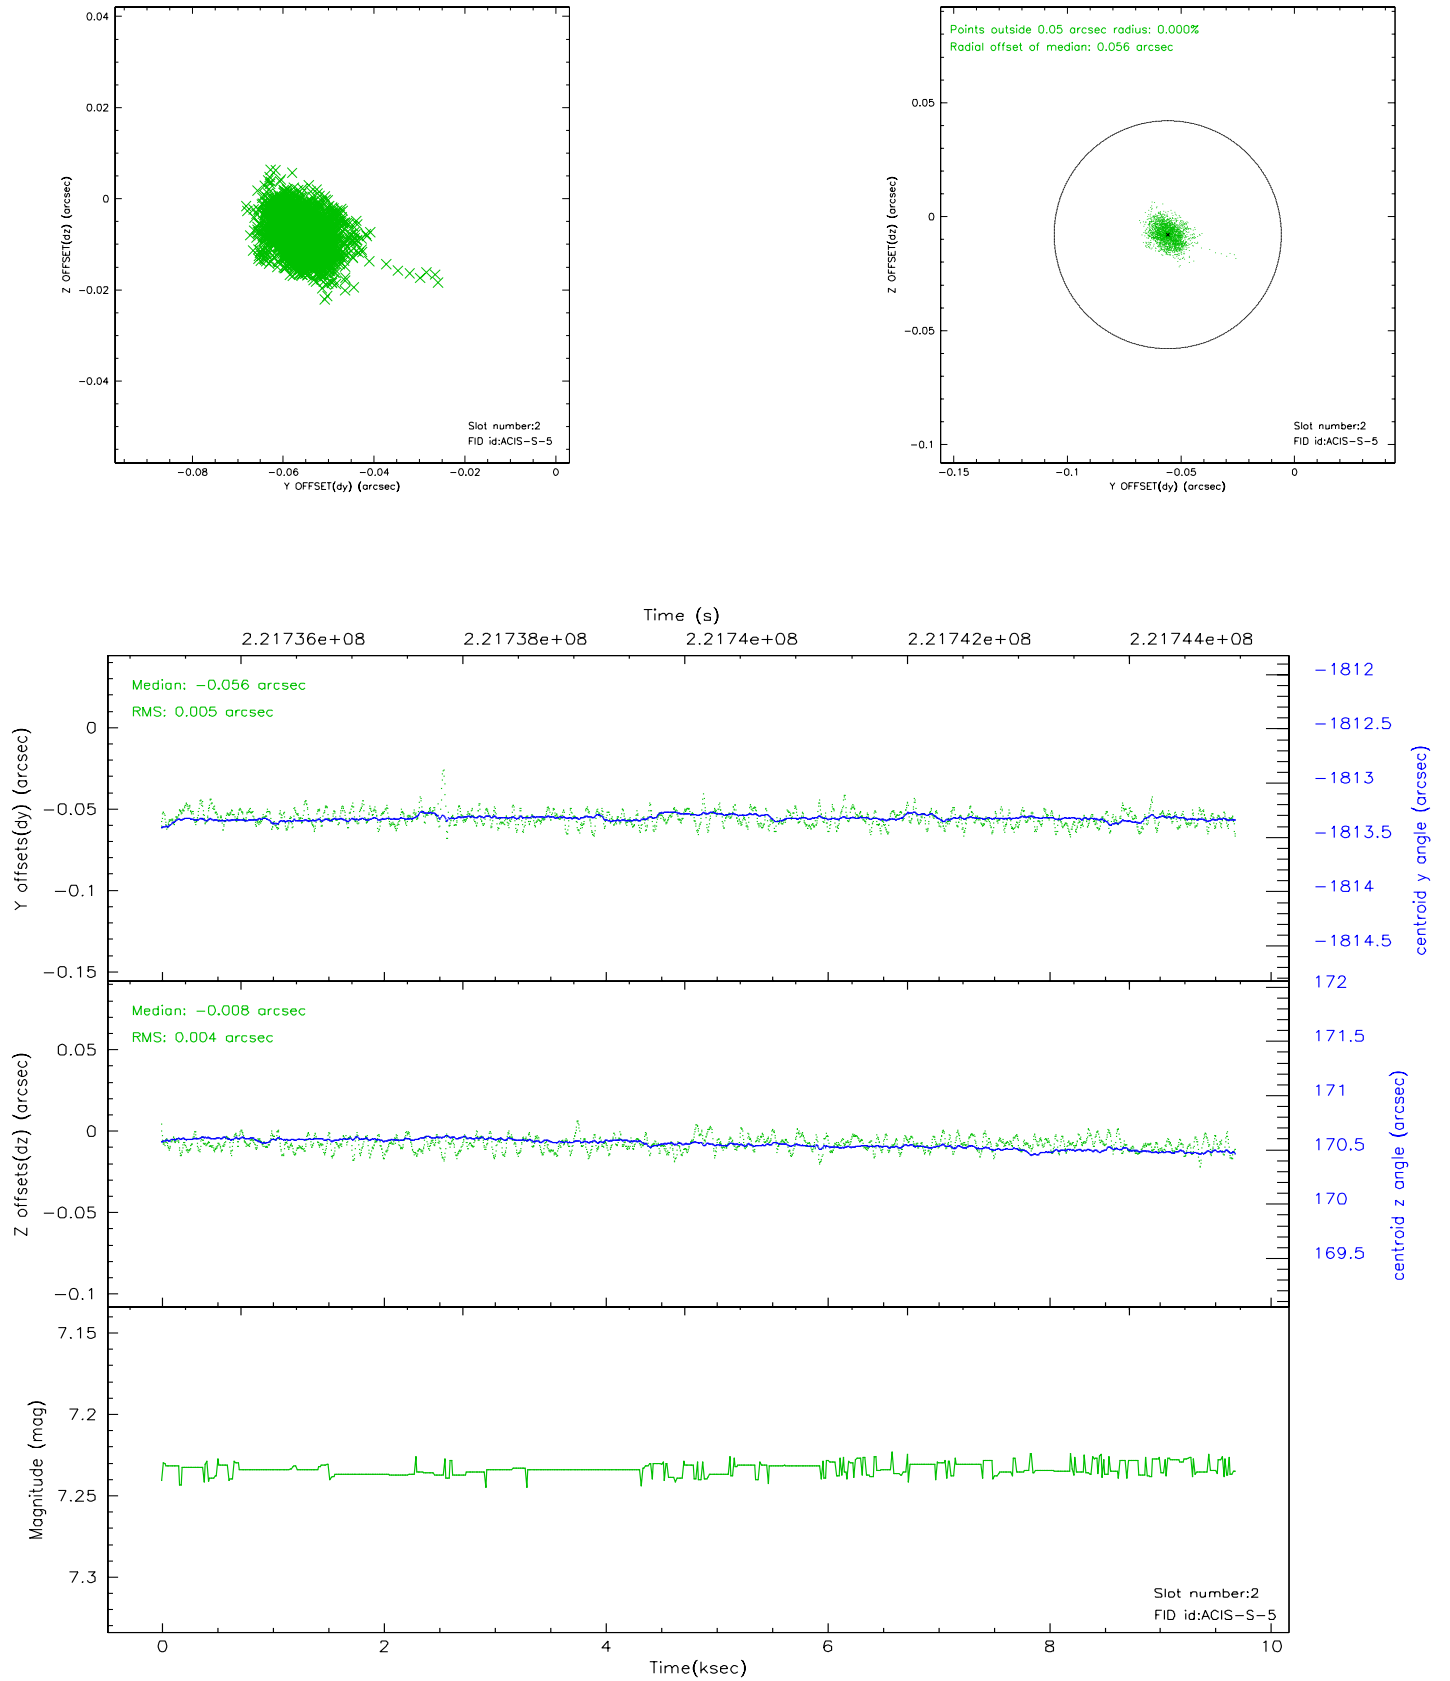 0.04
0.02
0
−0.02
−0.04
Z OFFSET(dz) (arcsec)
Slot number:2
FID id:ACIS−S−5
−0.08
−0.06
−0.04
−0.02
0
Y OFFSET(dy) (arcsec)
Points outside 0.05 arcsec radius: 0.000%
Radial offset of median: 0.056 arcsec
0.05
0
−0.05
−0.1
Z OFFSET(dz) (arcsec)
Slot number:2
FID id:ACIS−S−5
−0.15
−0.1
−0.05
0
Y OFFSET(dy) (arcsec)
Time (s)
2.21736e+08
2.21738e+08
2.2174e+08
2.21742e+08
2.21744e+08
Median: −0.056 arcsec
RMS: 0.005 arcsec
0
−0.05
−0.1
−0.15
Y offsets(dy) (arcsec)
−1812
−1812.5
−1813
−1813.5
−1814
−1814.5
centroid y angle (arcsec)
Median: −0.008 arcsec
RMS: 0.004 arcsec
0.05
0
−0.05
−0.1
Z offsets(dz) (arcsec)
172
171.5
171
170.5
170
169.5
centroid z angle (arcsec)
7.15
7.2
7.25
7.3
Magnitude (mag)
Slot number:2
FID id:ACIS−S−5
0
2
4
6
8
10
Time(ksec)